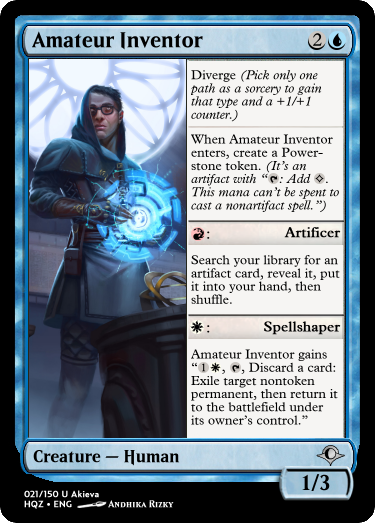 Amateur Inventor 2
Diverge (Pick only one
path as a sorcery to gain
that type and a +1/+1
counter.)
When Amateur Inventor
enters, create a Power-
stone token. (It's an
artifact with “: Add .
This mana can't be spent to
cast a nonartifact spell.”)
: Artificer
Search your library for an
artifact card, reveal it, put
it into your hand, then
shuffle.
: Spellshaper
Amateur Inventor gains
“1, , Discard a card:
Exile target nontoken
permanent, then return it
to the battlefield under
its owner's control.”
Creature — Human
1/3
021/150 U Akieva
HQZ • ENG Andhika Rizky